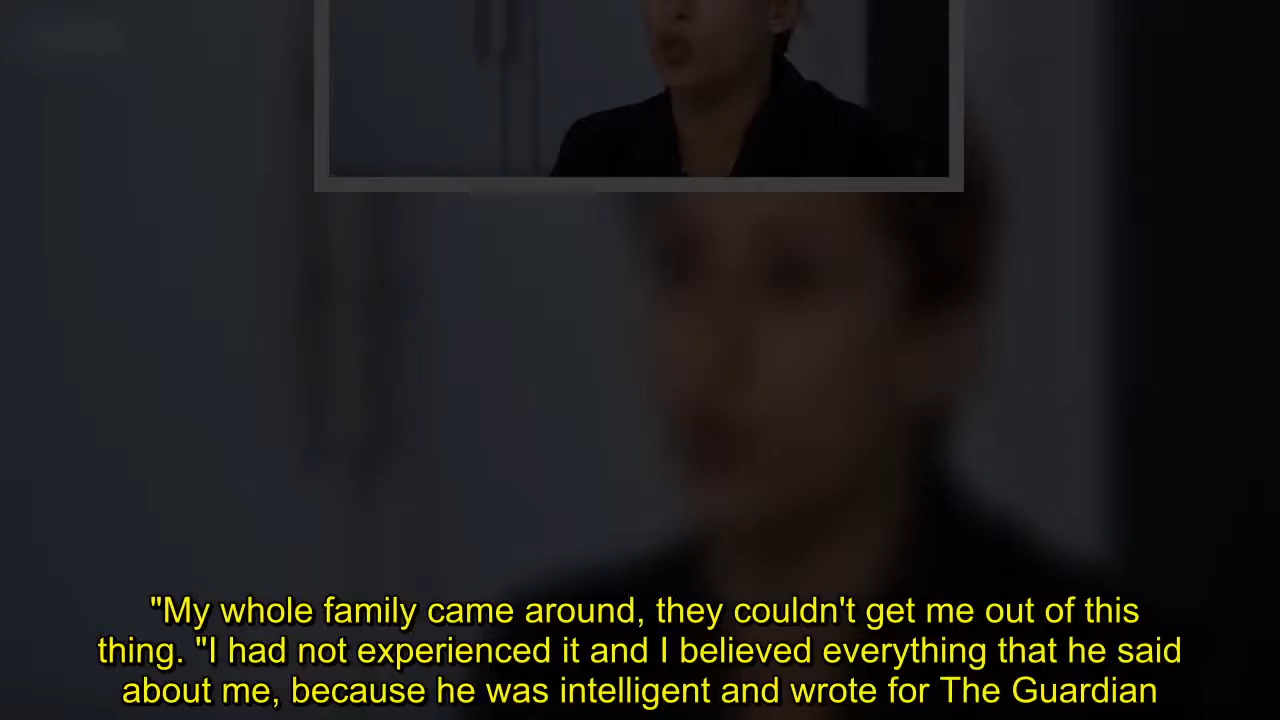 "My whole family came around, they couldn't get me out of this
thing. "I had not experienced it and I believed everything that he said
about me, because he was intelligent and wrote for The Guardian